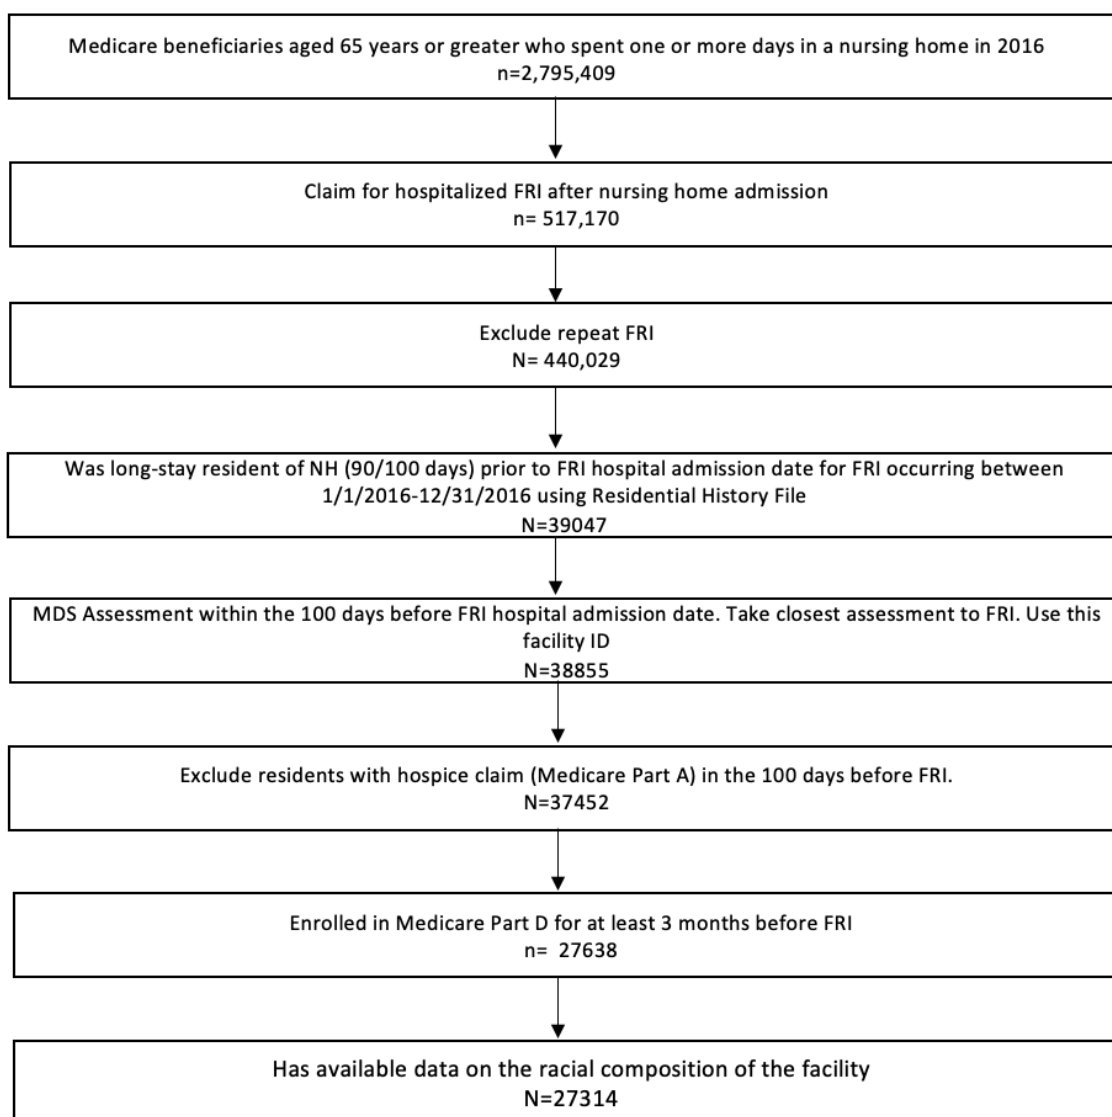 Medicare beneficiaries aged 65 years or greater who spent one or more days in a nursing home in 2016
n=2,795,409
Claim for hospitalized FRI after nursing home admission
n= 517,170
Exclude repeat FRI
N= 440,029
Was long-stay resident of NH (90/100 days) prior to FRI hospital admission date for FRI occurring between
1/1/2016-12/31/2016 using Residential History File
N=39047
MDS Assessment within the 100 days before FRI hospital admission date. Take closest assessment to FRI. Use this
facility ID
N=38855
Exclude residents with hospice claim (Medicare Part A) in the 100 days before FRI.
N=37452
Enrolled in Medicare Part D for at least 3 months before FRI
n= 27638
Has available data on the racial composition of the facility
N=27314